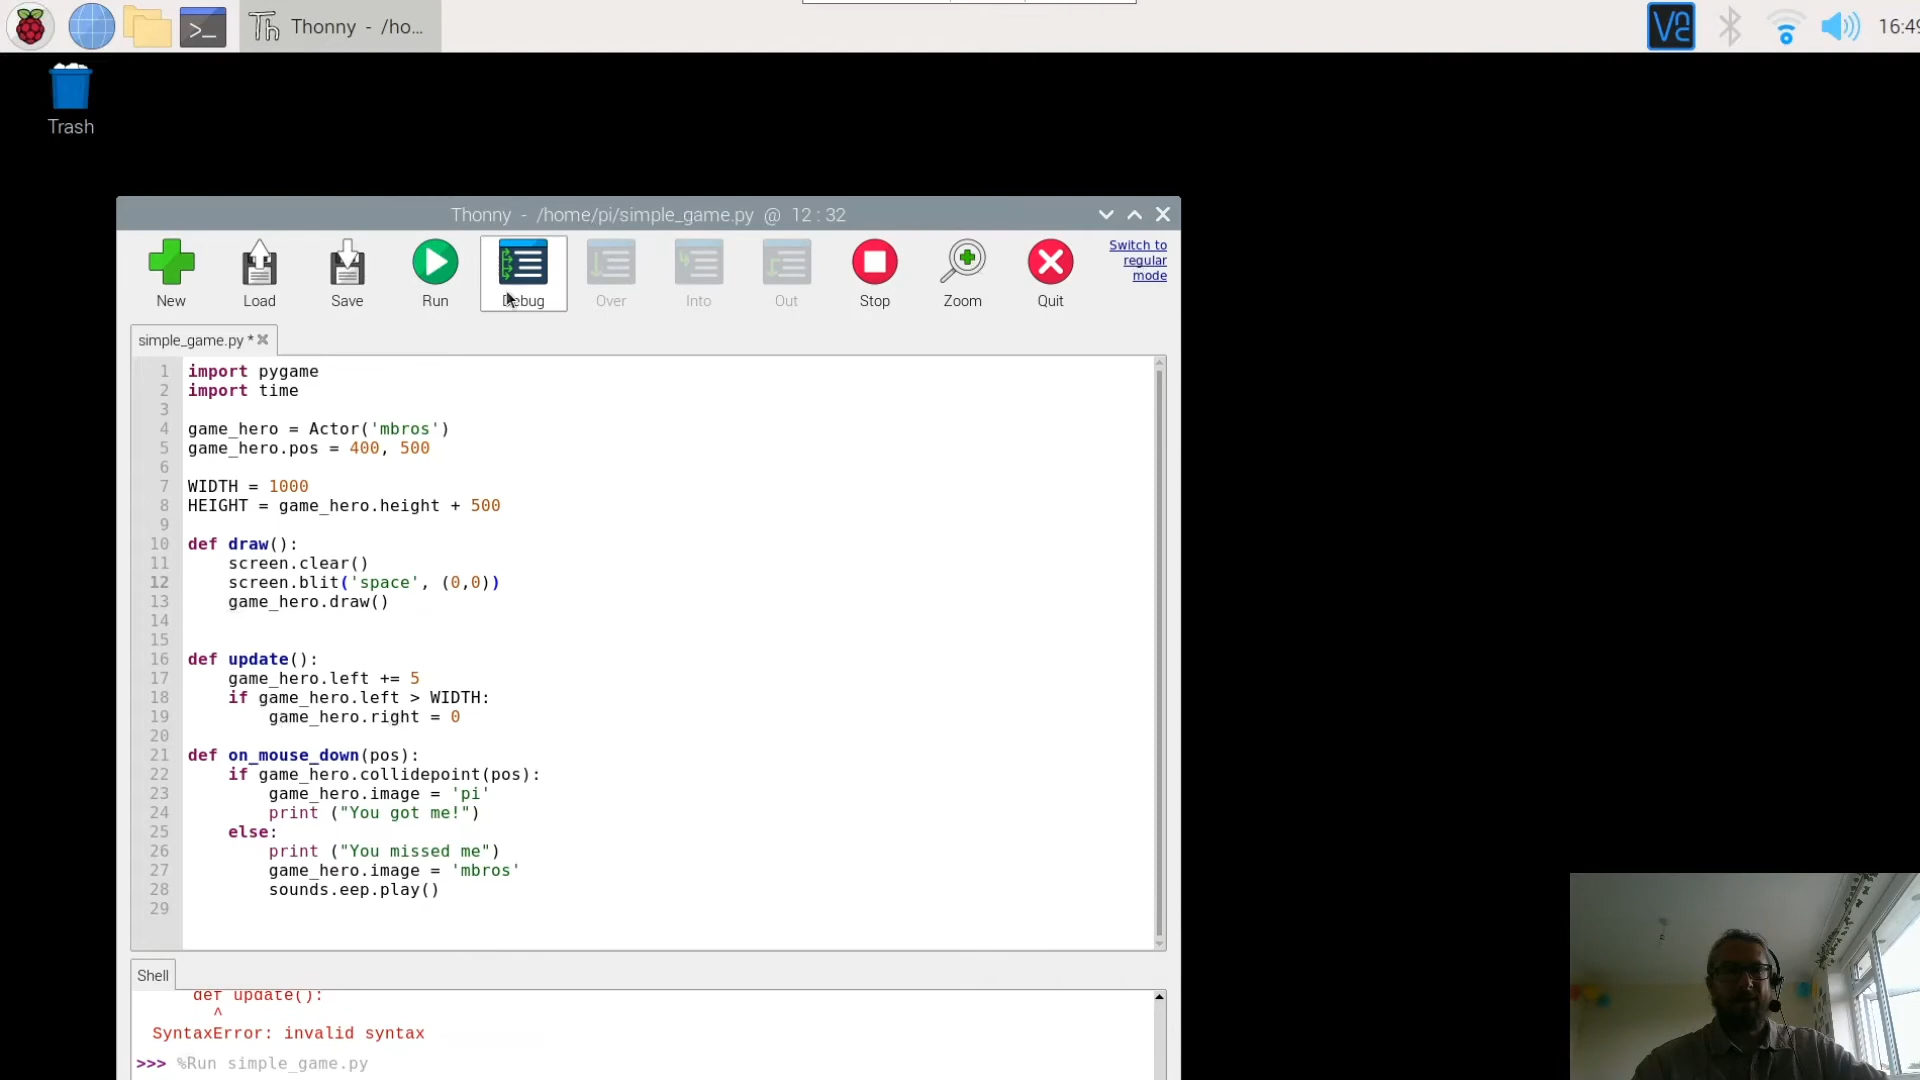 Thonny - /ho...
16:49
Trash
Thonny - /home/pi/simple_game.py @ 12 : 32
New
Load
Save
Run
Debug
Over
Into
Out
Stop
Zoom
Quit
Switch to
regular
mode
simple_game.py *
1 import pygame
2 import time
3
4 game_hero = Actor('mbros')
5 game_hero.pos = 400, 500
6
7 WIDTH = 1000
8 HEIGHT = game_hero.height + 500
9
10 def draw():
11 screen.clear()
12 screen.blit('space', (0,0))
13 game_hero.draw()
14
15
16 def update():
17 game_hero.left += 5
18 if game_hero.left > WIDTH:
19 game_hero.right = 0
20
21 def on_mouse_down(pos):
22 if game_hero.collidepoint(pos):
23 game_hero.image = 'pi'
24 print ("You got me!")
25 else:
26 print ("You missed me")
27 game_hero.image = 'mbros'
28 sounds.eep.play()
29
Shell
def update():
^
SyntaxError: invalid syntax
>>> %Run simple_game.py